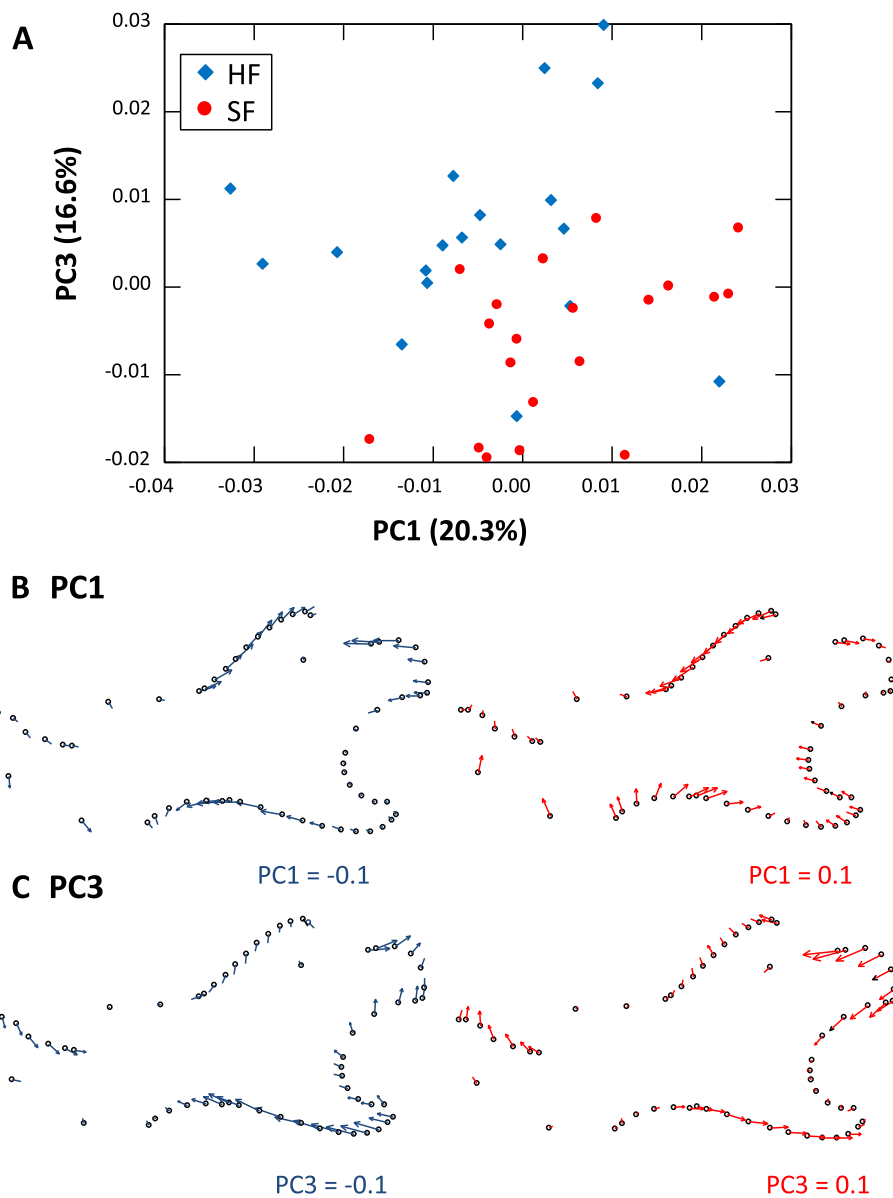 A
0.03
HF
SF
0.02
0.01
0.00
-0.01
-0.02
PC3 (16.6%)
-0.04 -0.03 -0.02 -0.01 0.00 0.01 0.02 0.03
PC1 (20.3%)
B PC1
PC1 = -0.1 PC1 = 0.1
C PC3
PC3 = -0.1 PC3 = 0.1